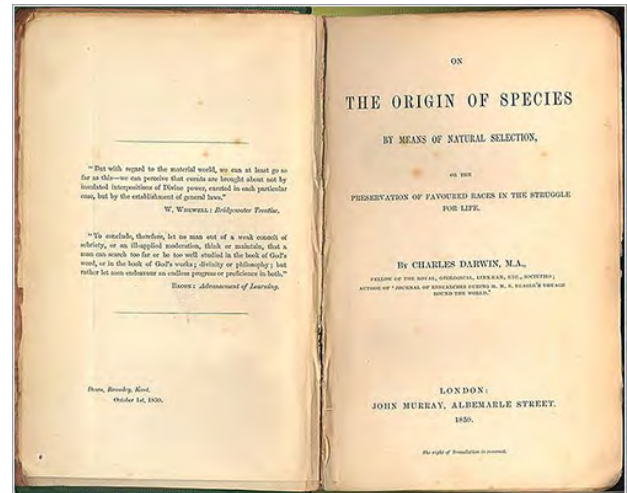 "But with regard to the material world, we can at least go so
far as this—we can perceive that events are brought about not by
insulated interpositions of Divine power, exerted in each particular
case, but by the establishment of general laws."
W. WHEWELL: Bridgewater Treatise.
"To conclude, therefore, let no man out of a weak conceit of
sobriety, or an ill-applied moderation, think or maintain, that a
man can search too far or be too well studied in the book of God's
word, or in the book of God's works; divinity or philosophy; but
rather let men endeavour an endless progress or proficience in both."
BACON: Advancement of Learning.
Down, Bromley, Kent,
October 1st, 1859.
ON
THE ORIGIN OF SPECIES
BY MEANS OF NATURAL SELECTION,
OR THE
PRESERVATION OF FAVOURED RACES IN THE STRUGGLE
FOR LIFE.
BY CHARLES DARWIN, M.A.,
FELLOW OF THE ROYAL, GEOLOGICAL, LINNÆAN, ETC., SOCIETIES;
AUTHOR OF 'JOURNAL OF RESEARCHES DURING H. M. S. BEAGLE'S VOYAGE
ROUND THE WORLD.'
LONDON:
JOHN MURRAY, ALBEMARLE STREET.
1859.
The right of Translation is reserved.